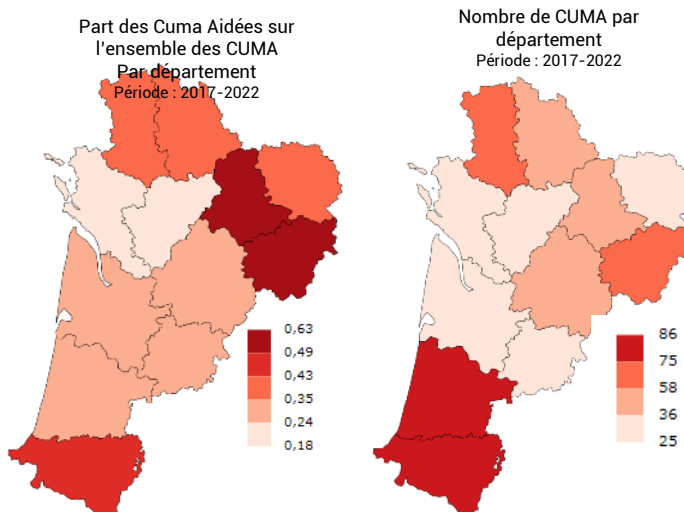 Part des Cuma Aidées sur
l'ensemble des CUMA
Par département
Période : 2017-2022
0,63
0,49
0,43
0,35
0,24
0,18
Nombre de CUMA par
département
Période : 2017-2022
86
75
58
36
25